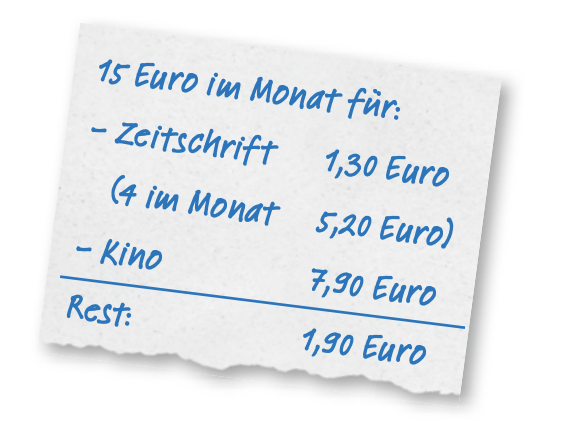 15 Euro im Monat für:
– Zeitschrift 1,30 Euro
(4 im Monat 5,20 Euro)
– Kino 7,90 Euro
Rest: 1,90 Euro